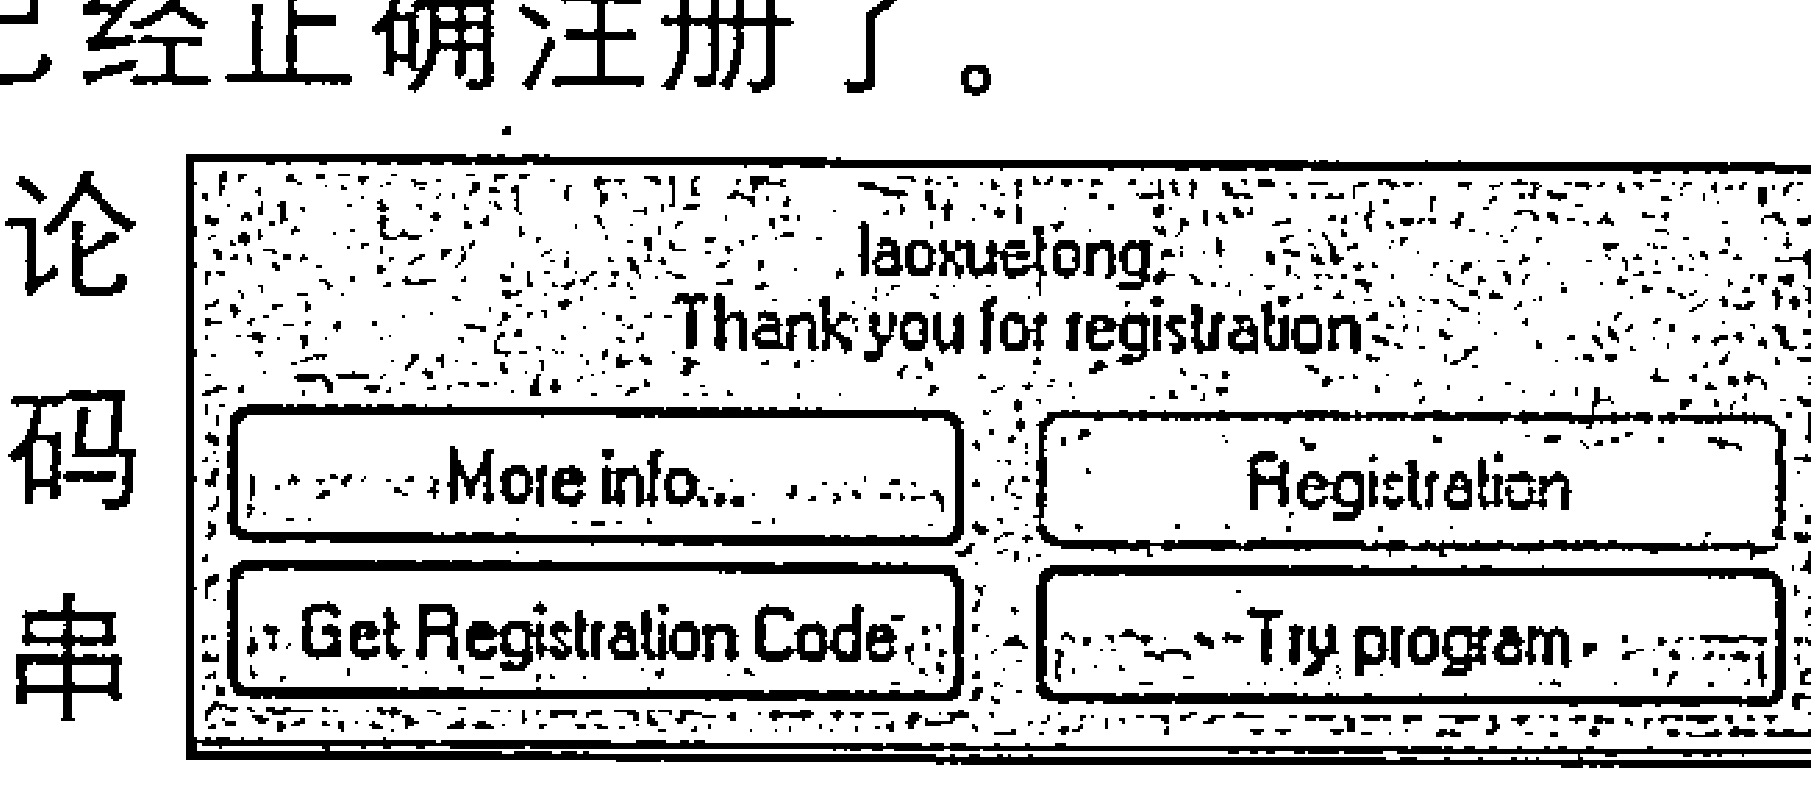 已经正确注册了。
论
码
串
laoxuelong
Thank you for registration
More info...
Registration
Get Registration Code
Try program